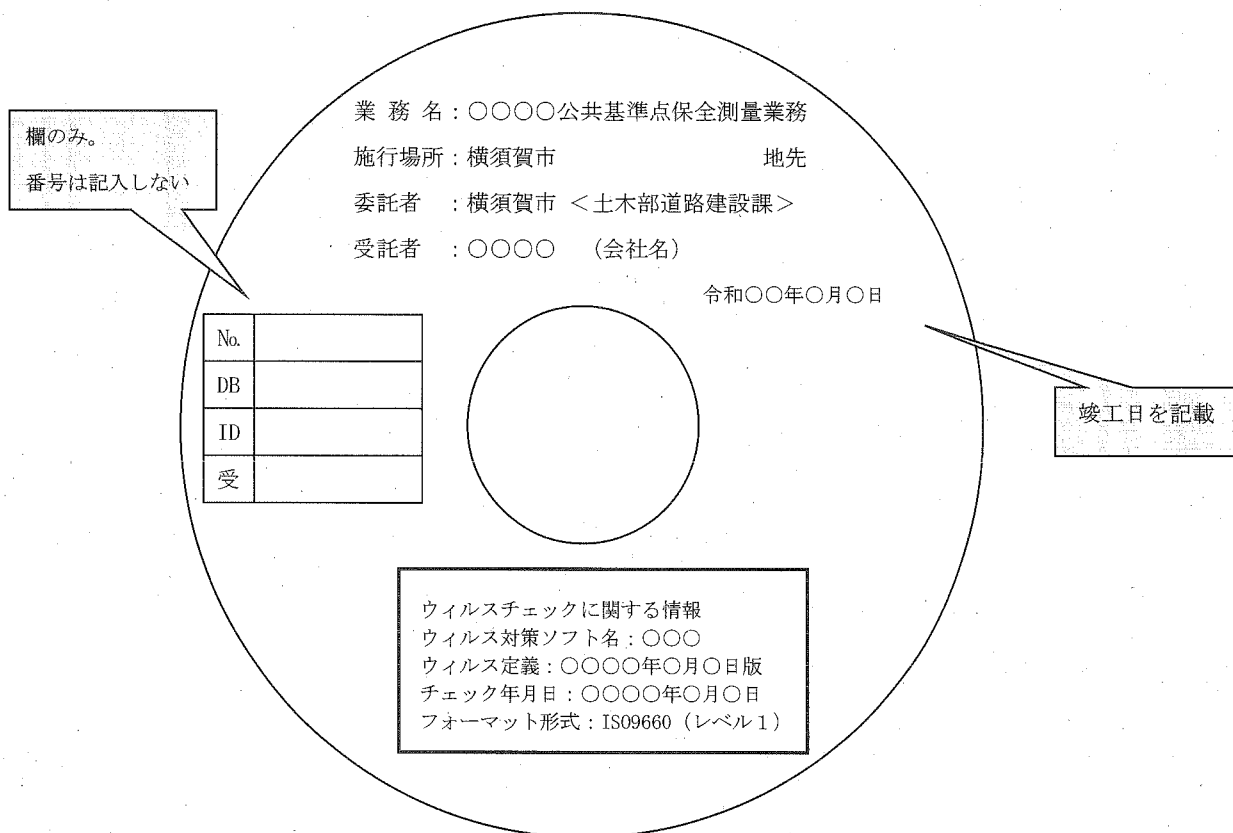 業 務 名：○○○○公共基準点保全測量業務
施行場所：横須賀市　　　　　　　　　地先
委託者　：横須賀市 ＜土木部道路建設課＞
受託者　：○○○○　（会社名）
令和○○年○月○日
欄のみ。
番号は記入しない
No.
DB
ID
受
竣工日を記載
ウィルスチェックに関する情報
ウィルス対策ソフト名：○○○
ウィルス定義：○○○○年○月○日版
チェック年月日：○○○○年○月○日
フォーマット形式：ISO9660（レベル１）